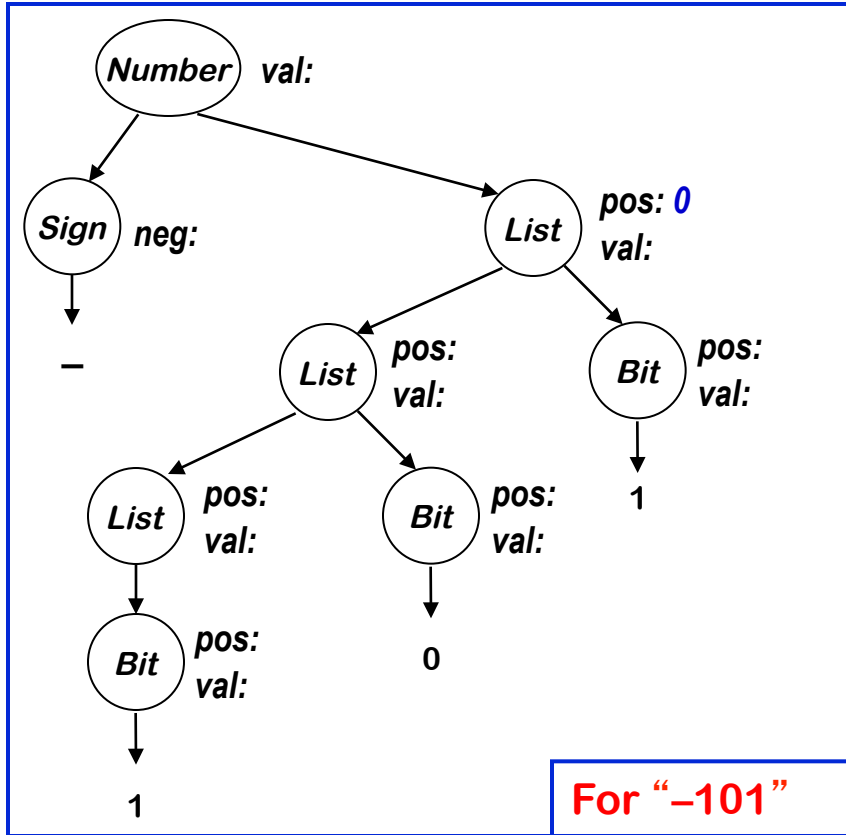 Number val:
Sign neg:
List pos: 0
val:
–
List pos:
val:
Bit pos:
val:
List pos:
val:
Bit pos:
val:
1
Bit pos:
val:
0
1
For “–101”